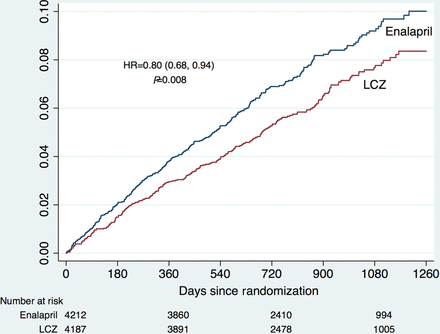 0.10
0.08
0.06
0.04
0.02
0.00
Enalapril
HR=0.80 (0.68, 0.94)
P=0.008
LCZ
0 180 360 540 720 900 1080 1260
Days since randomization
Number at risk
Enalapril 4212 3860 2410 994
LCZ 4187 3891 2478 1005